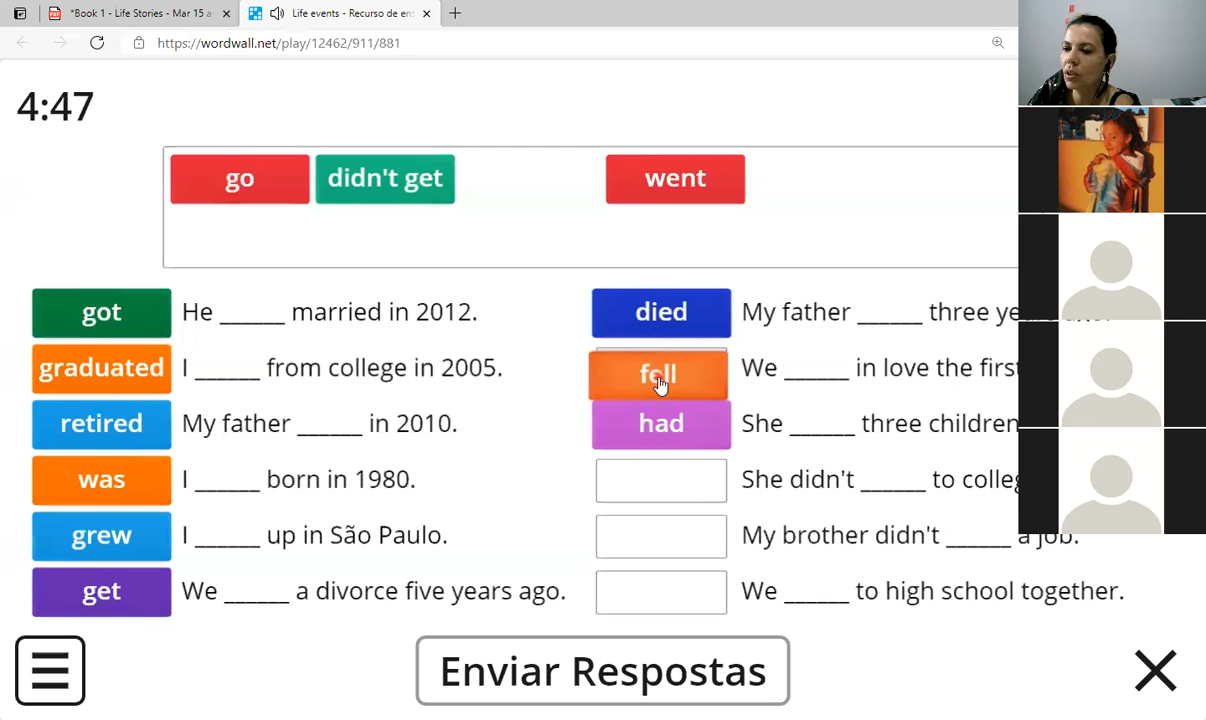 *Book 1 - Life Stories - Mar 15 a
Life events - Recurso de ens
https://wordwall.net/play/12462/911/881
4:47
go
didn't get
went
got
He ______ married in 2012.
graduated
I ______ from college in 2005.
retired
My father ______ in 2010.
was
I ______ born in 1980.
grew
I ______ up in São Paulo.
get
We ______ a divorce five years ago.
died
My father ______ three years
fell
We ______ in love the first
had
She ______ three children
She didn't ______ to colleg
My brother didn't ______ a job.
We ______ to high school together.
Enviar Respostas